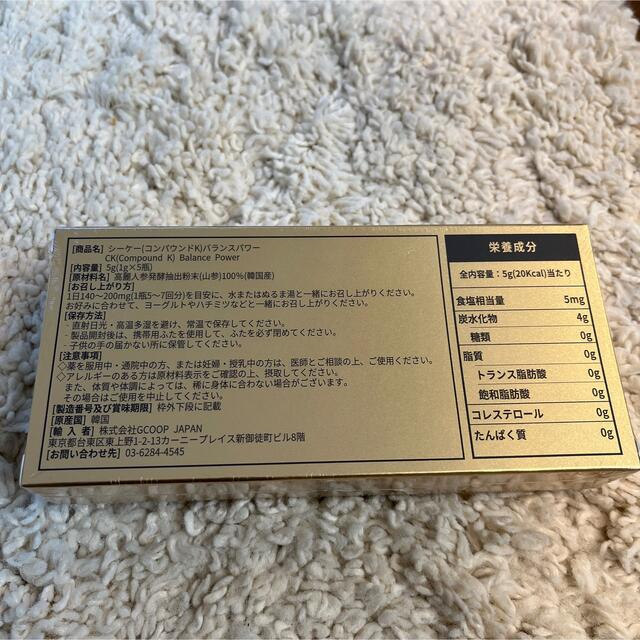 [商品名] シーケー(コンパウンドK)バランスパワー
CK(Compound K) Balance Power
[内容量] 5g(1g×5瓶)
[原材料名] 高麗人参発酵抽出粉末(山参)100%(韓国産)
[お召し上がり方]
1日140～200mg(1瓶5～7回分)を目安に、水またはぬるま湯と一緒にお召し上がりください。
お好みに合わせて、ヨーグルトやハチミツなどと一緒にお召し上がりください。
[保存方法]
・直射日光・高温多湿を避け、常温で保存してください。
・製品開封後は、携帯用ふたを使用して、ふたを必ず閉めてください。
・子供の手の届かない所に保管してください。
[注意事項]
◇薬を服用中・通院中の方、または妊婦・授乳中の方は、医師とご相談の上、ご使用ください。
◇アレルギーのある方は原材料表示をご確認の上、摂取してください。
また、体質や体調によっては、稀に身体に合わない場合がございます。
その場合はご使用を中止してください。
[製造番号及び賞味期限] 枠外下段に記載
[原産国] 韓国
[輸 入 者] 株式会社GCOOP JAPAN
東京都台東区東上野1-2-13カーニープレイス新御徒町ビル8階
[お問い合わせ先] 03-6284-4545
栄養成分
全内容量：5g(20Kcal)当たり
食塩相当量 5mg
炭水化物 4g
糖類 0g
脂質 0g
トランス脂肪酸 0g
飽和脂肪酸 0g
コレステロール 0g
たんぱく質 0g